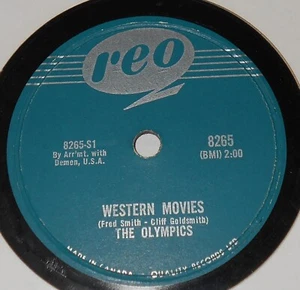 reo
8265-S1
By Arr'mt. with
Demon, U.S.A.
8265
(BMI) 2:00
WESTERN MOVIES
(Fred Smith - Cliff Goldsmith)
THE OLYMPICS
MADE IN CANADA - QUALITY RECORDS LTD.